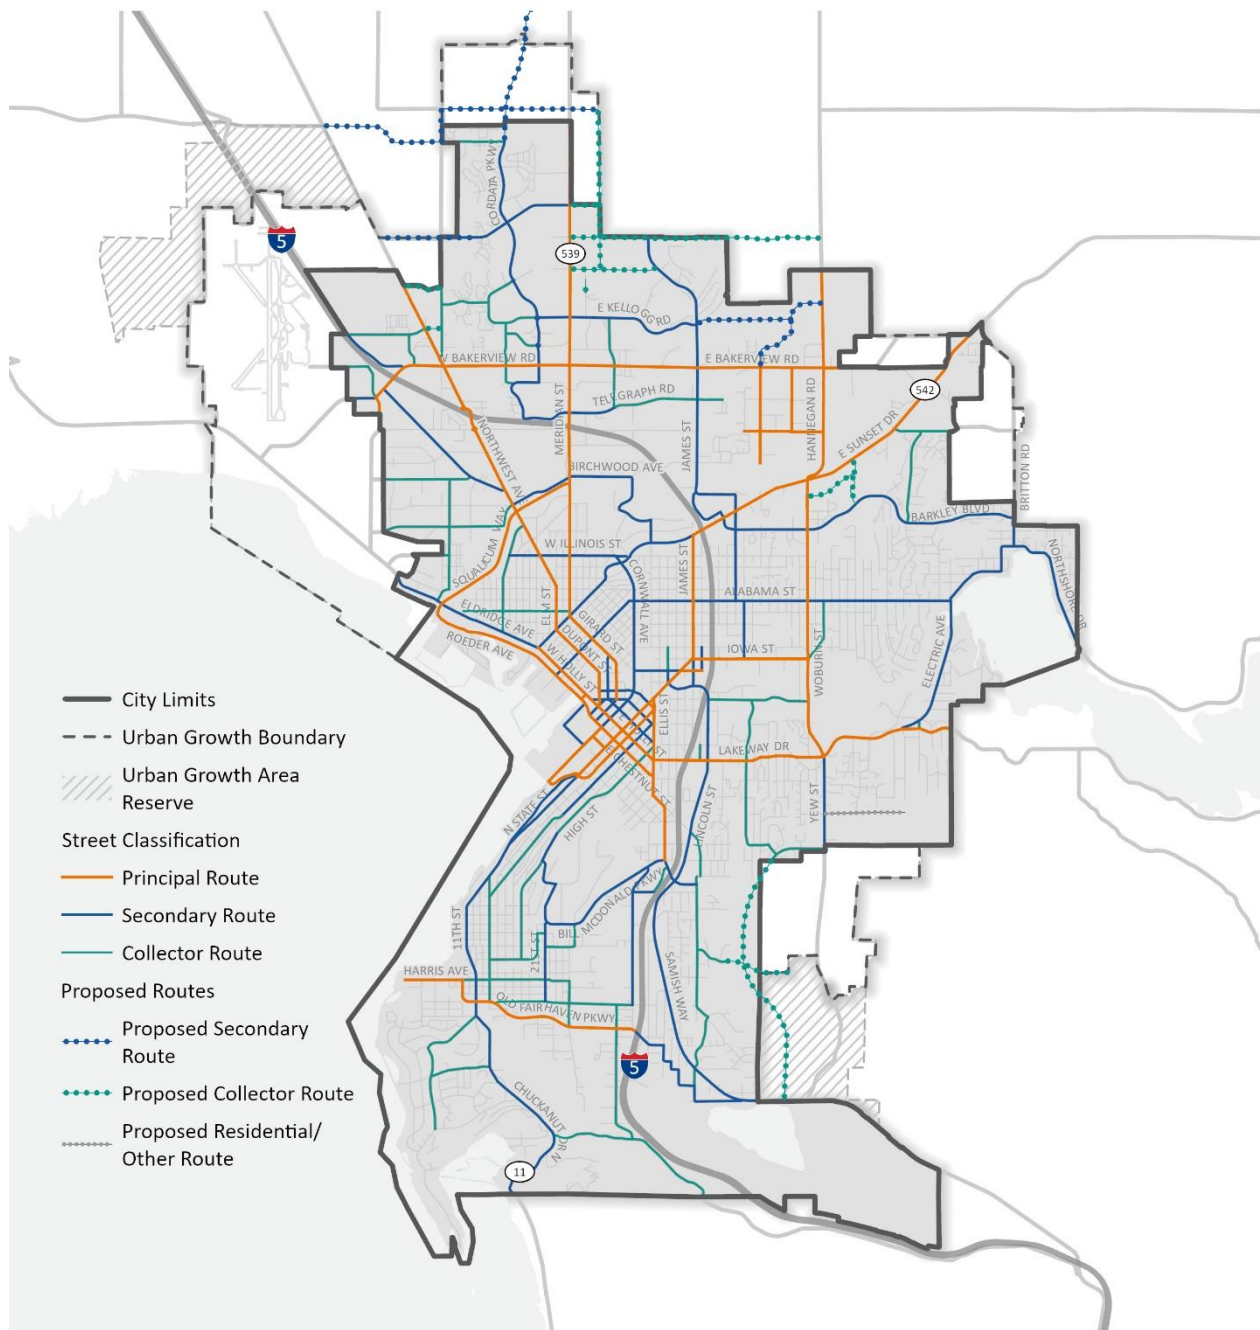 CORDATA PKWY
5
539
E KELLOGG RD
W BAKERVIEW RD
E BAKERVIEW RD
542
TELEGRAPH RD
MERIDIAN ST
NORTHWEST AVE
JAMES ST
HANNEGAN RD
E SUNSET DR
BRITTON RD
BIRCHWOOD AVE
BARKLEY BLVD
SQUALICUM WAY
W ILLINOIS ST
CORNWALL AVE
JAMES ST
NORTHSHORE DR
ALABAMA ST
ELM ST
ELDRIDGE AVE
GIRARD ST
DUPONT ST
ROEDER AVE
W HOLLY ST
IOWA ST
WOBURN ST
ELECTRIC AVE
ELLIS ST
E HOLLY ST
E CHESTNUT ST
LAKEWAY DR
N STATE ST
HIGH ST
LINCOLN ST
YEW ST
BILL MCDONALD PKWY
11TH ST
21ST ST
SAMISH WAY
HARRIS AVE
OLD FAIRHAVEN PKWY
5
CHUCKANUT DR N
11
City Limits
Urban Growth Boundary
Urban Growth Area
Reserve
Street Classification
Principal Route
Secondary Route
Collector Route
Proposed Routes
Proposed Secondary
Route
Proposed Collector Route
Proposed Residential/
Other Route